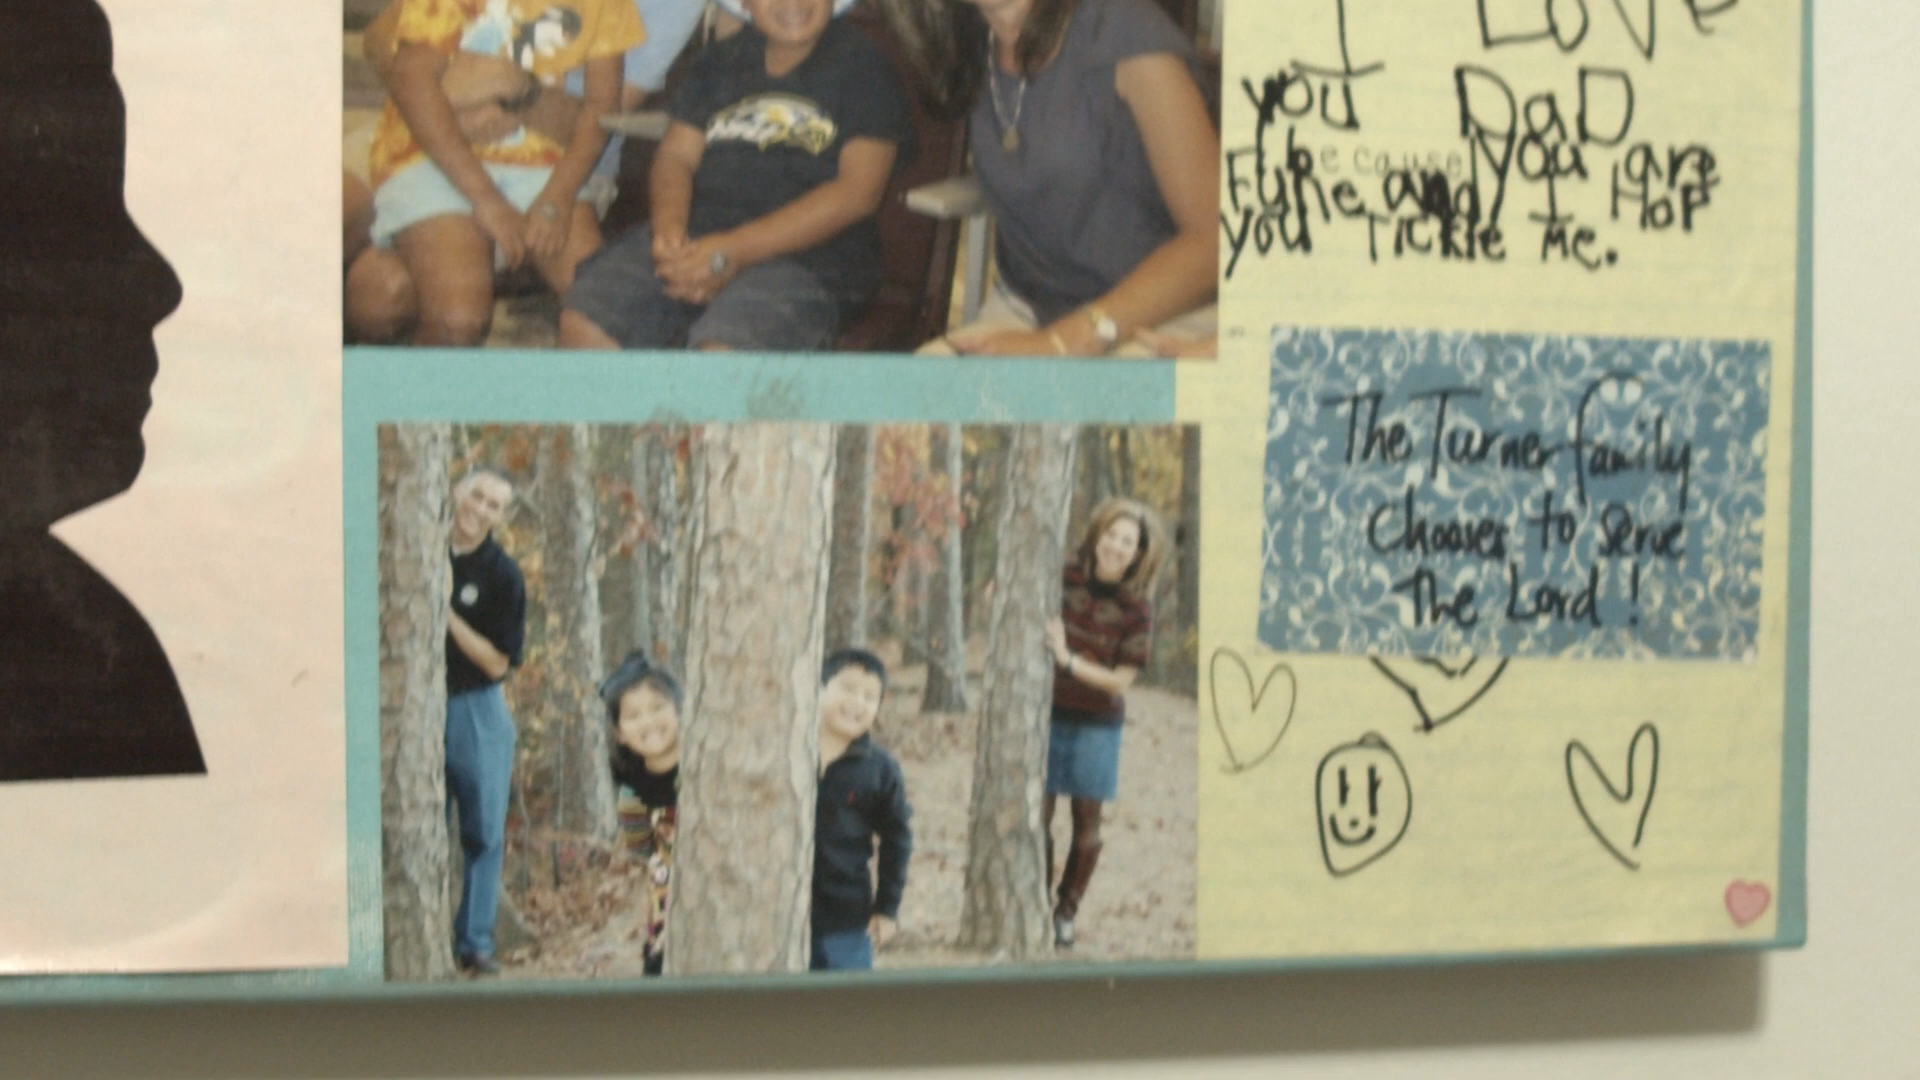 I LOVE
you DaD
because you are
Fune and I HOP
you Tickle Me.
The Turner family
chooses to serve
The Lord!